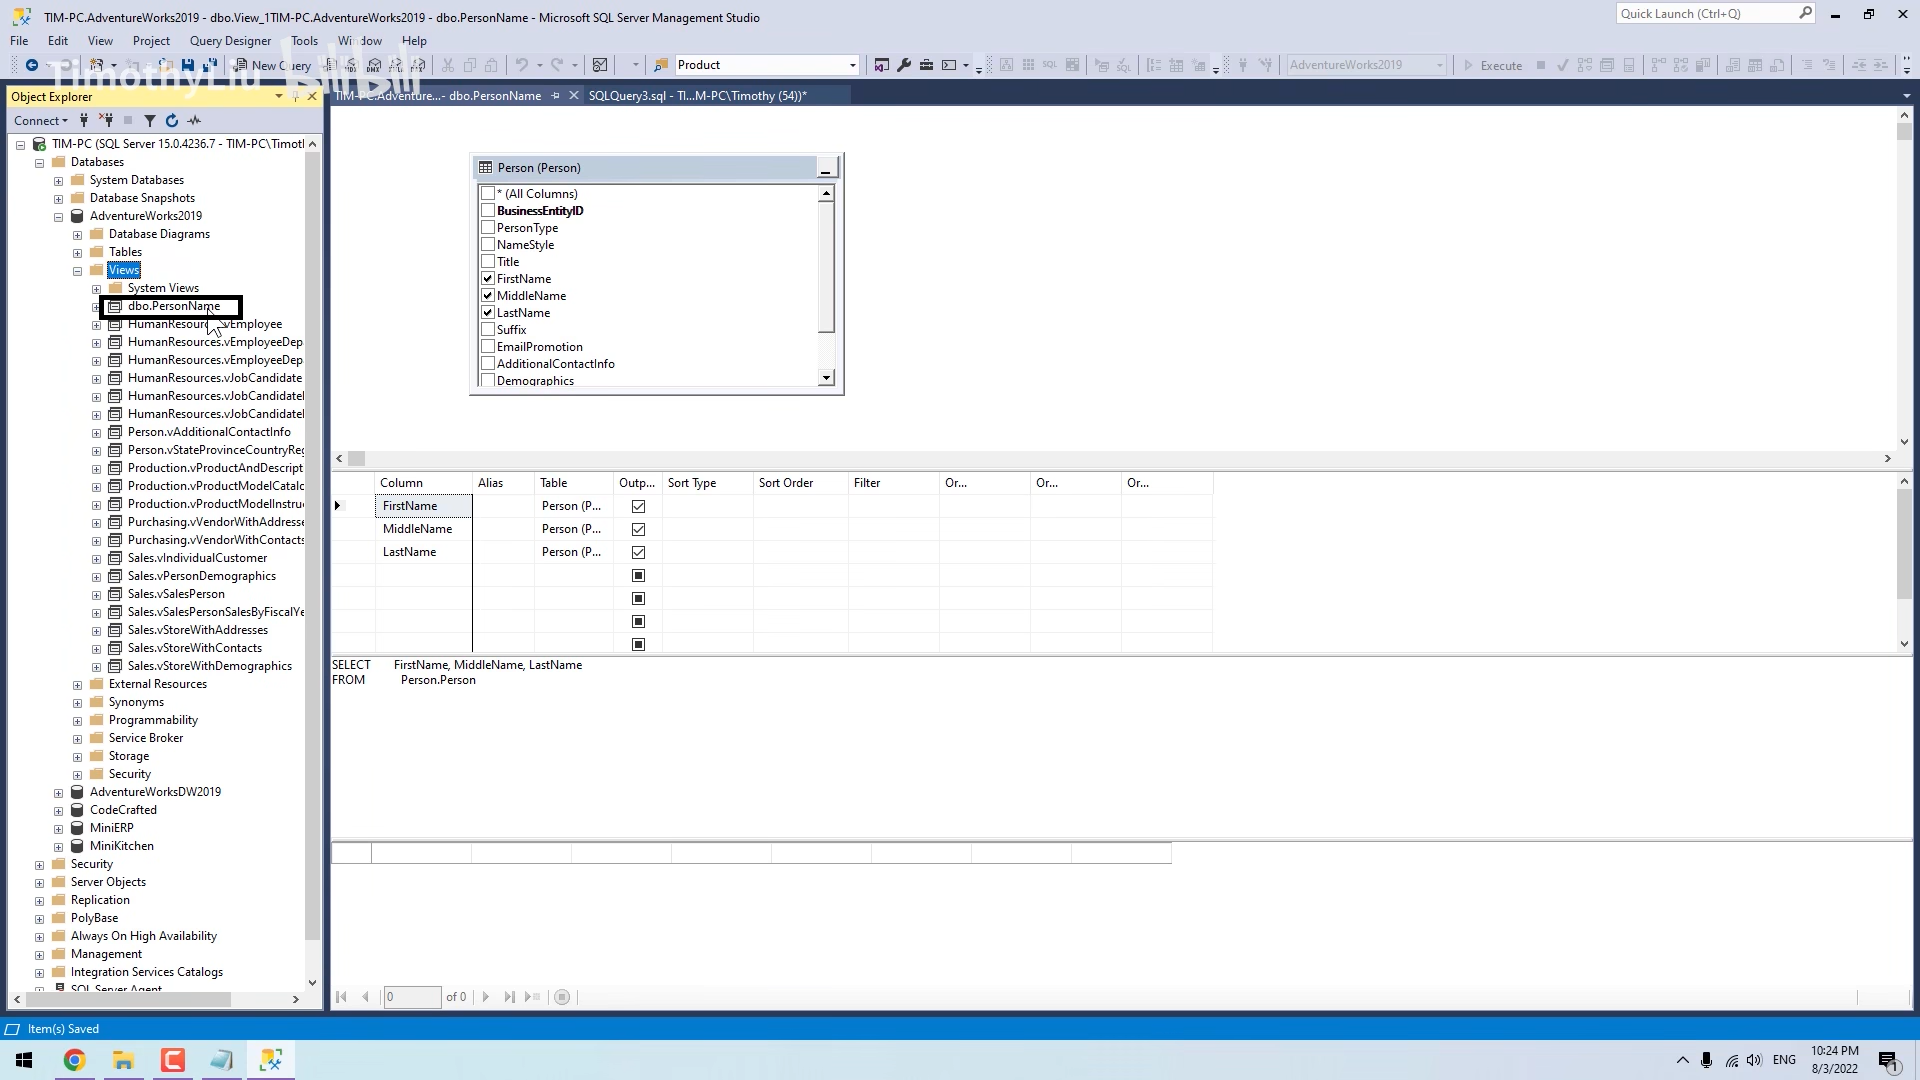 TIM-PC.AdventureWorks2019 - dbo.View_1TIM-PC.AdventureWorks2019 - dbo.PersonName - Microsoft SQL Server Management Studio
Quick Launch (Ctrl+Q)
File Edit View Project Query Designer Tools Window Help
New Query
Product
AdventureWorks2019
Execute
TimothyLiu bilibili
Object Explorer
TIM-PC.Adventure...- dbo.PersonName
SQLQuery3.sql - TI...M-PC\Timothy (54))*
Connect
TIM-PC (SQL Server 15.0.4236.7 - TIM-PC\Timot
Databases
System Databases
Database Snapshots
AdventureWorks2019
Database Diagrams
Tables
Views
System Views
dbo.PersonName
HumanResources.vEmployee
HumanResources.vEmployeeDep
HumanResources.vEmployeeDepa
HumanResources.vJobCandidate
HumanResources.vJobCandidateE
HumanResources.vJobCandidateE
Person.vAdditionalContactInfo
Person.vStateProvinceCountryReg
Production.vProductAndDescript
Production.vProductModelCatalc
Production.vProductModelInstru
Purchasing.vVendorWithAddresse
Purchasing.vVendorWithContacts
Sales.vIndividualCustomer
Sales.vPersonDemographics
Sales.vSalesPerson
Sales.vSalesPersonSalesByFiscalYe
Sales.vStoreWithAddresses
Sales.vStoreWithContacts
Sales.vStoreWithDemographics
External Resources
Synonyms
Programmability
Service Broker
Storage
Security
AdventureWorksDW2019
CodeCrafted
MiniERP
MiniKitchen
Security
Server Objects
Replication
PolyBase
Always On High Availability
Management
Integration Services Catalogs
SQL Server Agent
Person (Person)
* (All Columns)
BusinessEntityID
PersonType
NameStyle
Title
FirstName
MiddleName
LastName
Suffix
EmailPromotion
AdditionalContactInfo
Demographics
Column Alias Table Outp... Sort Type Sort Order Filter Or... Or... Or...
FirstName Person (P...
MiddleName Person (P...
LastName Person (P...
SELECT FirstName, MiddleName, LastName
FROM Person.Person
0 of 0
Item(s) Saved
ENG
10:24 PM
8/3/2022
1